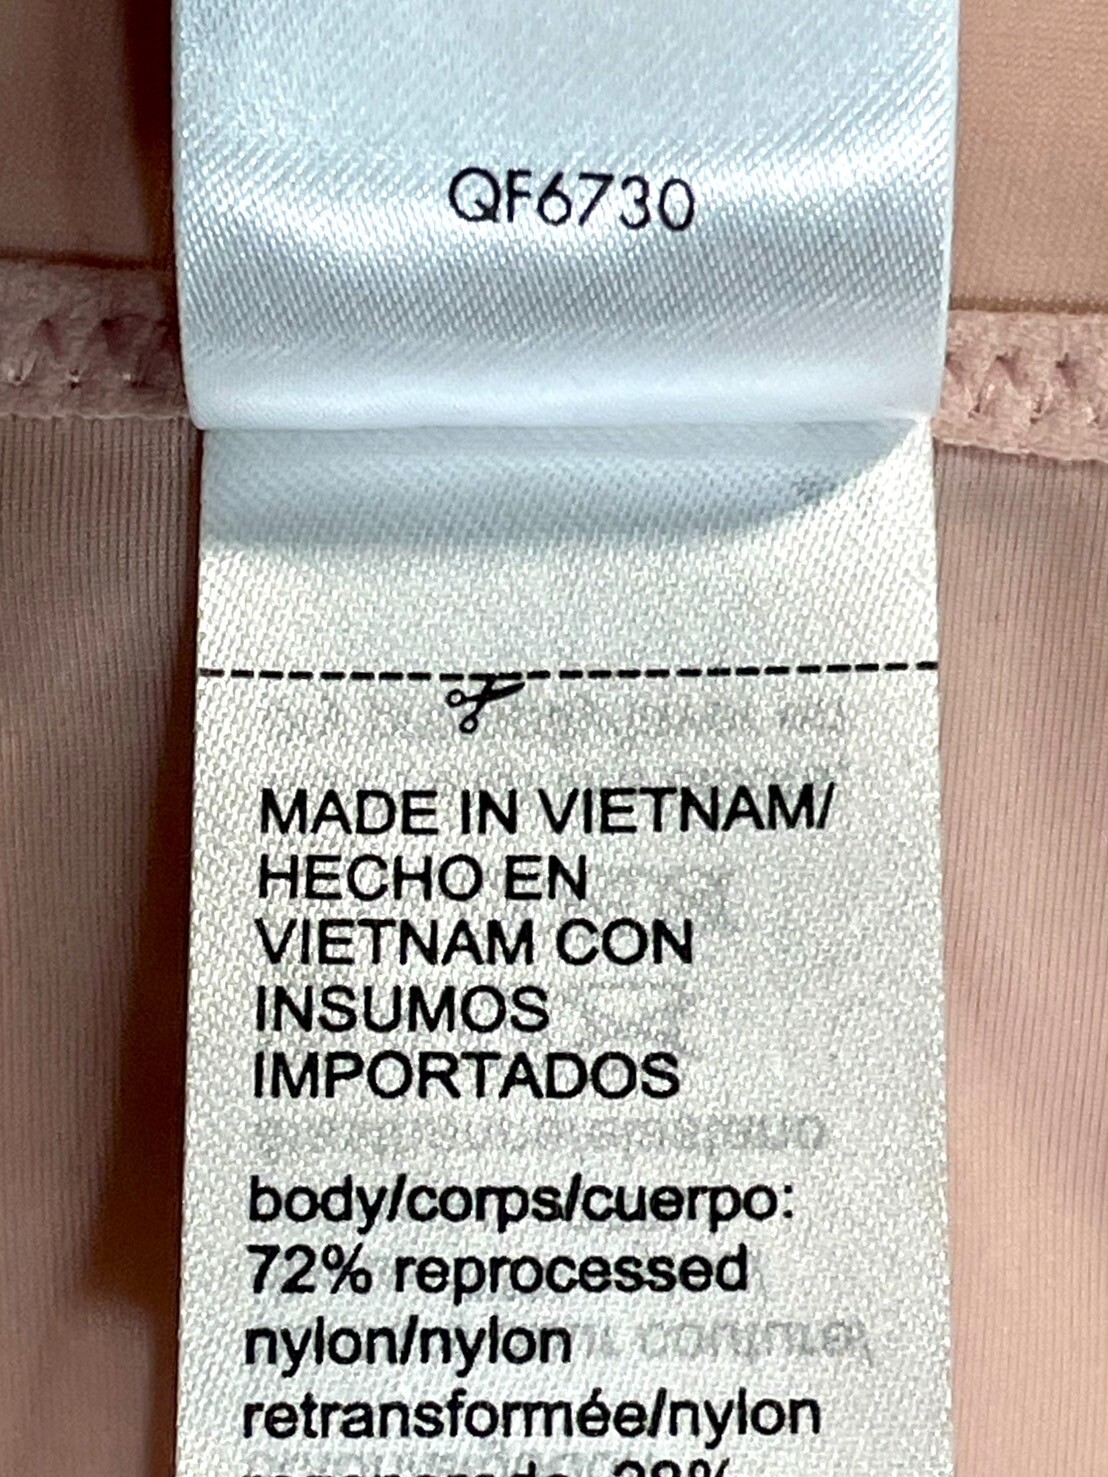 QF6730
MADE IN VIETNAM/
HECHO EN
VIETNAM CON
INSUMOS
IMPORTADOS
body/corps/cuerpo:
72% reprocessed
nylon/nylon
retransformée/nylon